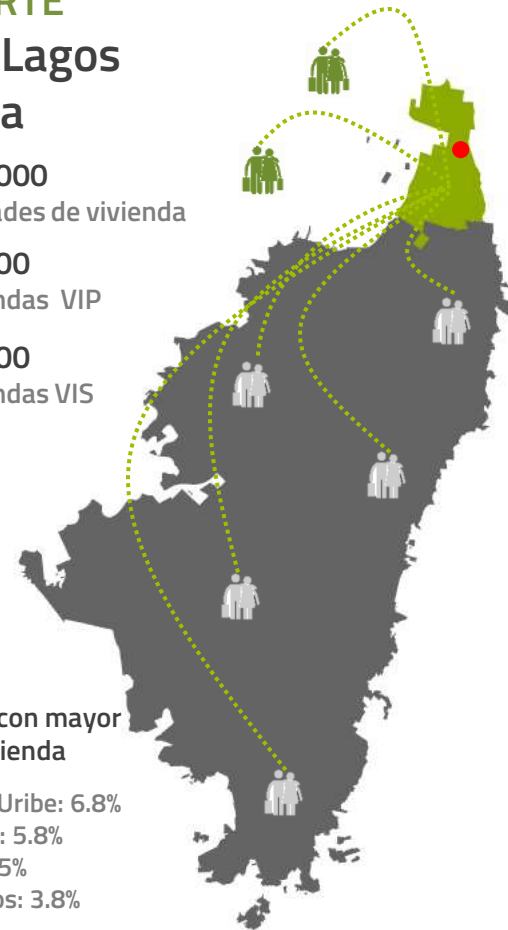 RTE
Lagos
a
000
ades de vivienda
00
ndas VIP
00
ndas VIS
con mayor
ienda
Uribe: 6.8%
: 5.8%
5%
os: 3.8%